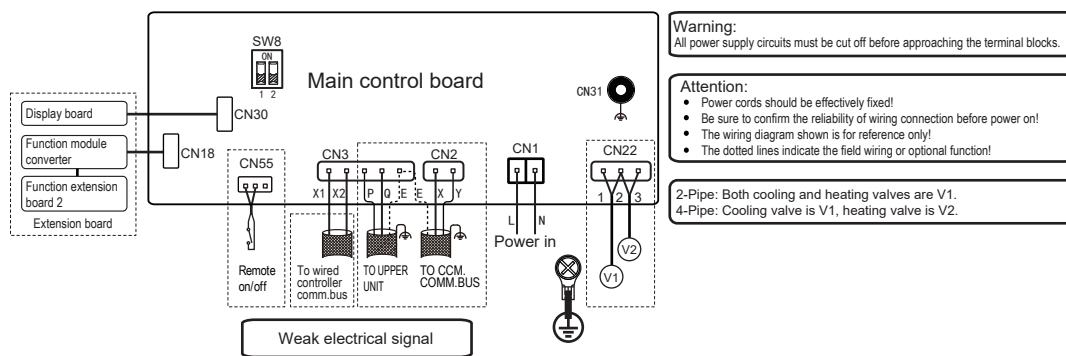 SW8
ON
1 2
Main control board
CN31
Display board
CN30
Function module
converter
CN18
Function extension
board 2
Extension board
CN55
CN3
CN2
CN1
CN22
X1 X2 P Q E E X Y
L N
1 2 3
Power in
V2
V1
Remote
on/off
To wired
controller
comm.bus
TO UPPER
UNIT
TO CCM.
COMM.BUS
Weak electrical signal
Warning:
All power supply circuits must be cut off before approaching the terminal blocks.
Attention:
• Power cords should be effectively fixed!
• Be sure to confirm the reliability of wiring connection before power on!
• The wiring diagram shown is for reference only!
• The dotted lines indicate the field wiring or optional function!
2-Pipe: Both cooling and heating valves are V1.
4-Pipe: Cooling valve is V1, heating valve is V2.